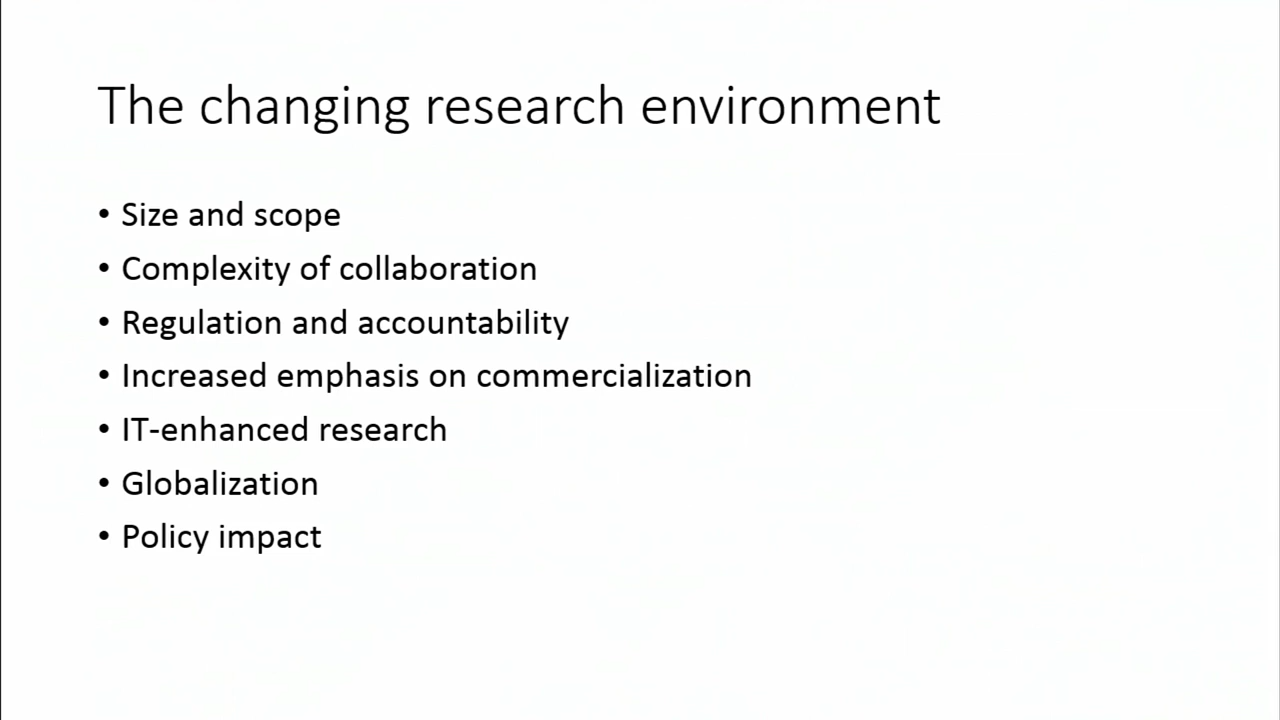 The changing research environment
• Size and scope
• Complexity of collaboration
• Regulation and accountability
• Increased emphasis on commercialization
• IT-enhanced research
• Globalization
• Policy impact